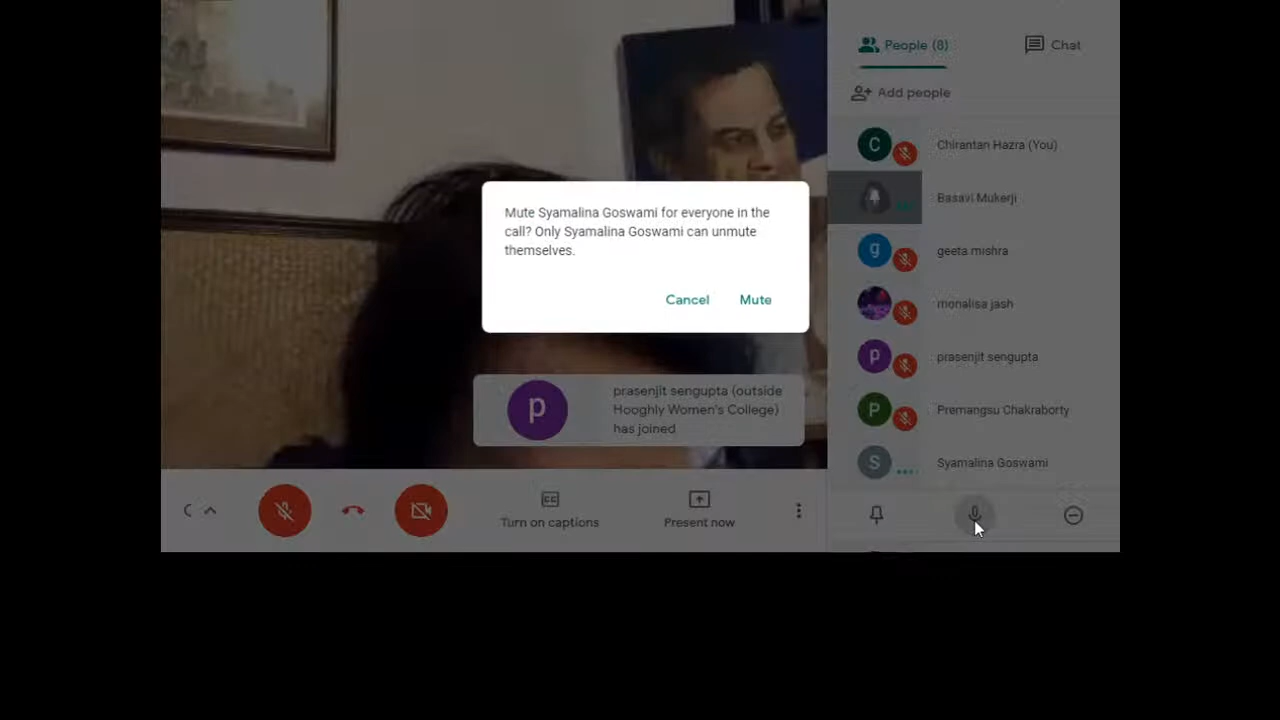 People (8)
Chat
Add people
C
Chirantan Hazra (You)
Basavi Mukerji
g
geeta mishra
monalisa jash
p
prasenjit sengupta
P
Premangsu Chakraborty
S
Syamalina Goswami
Mute Syamalina Goswami for everyone in the
call? Only Syamalina Goswami can unmute
themselves.
Cancel
Mute
p
prasenjit sengupta (outside
Hooghly Women's College)
has joined
CC
Turn on captions
Present now